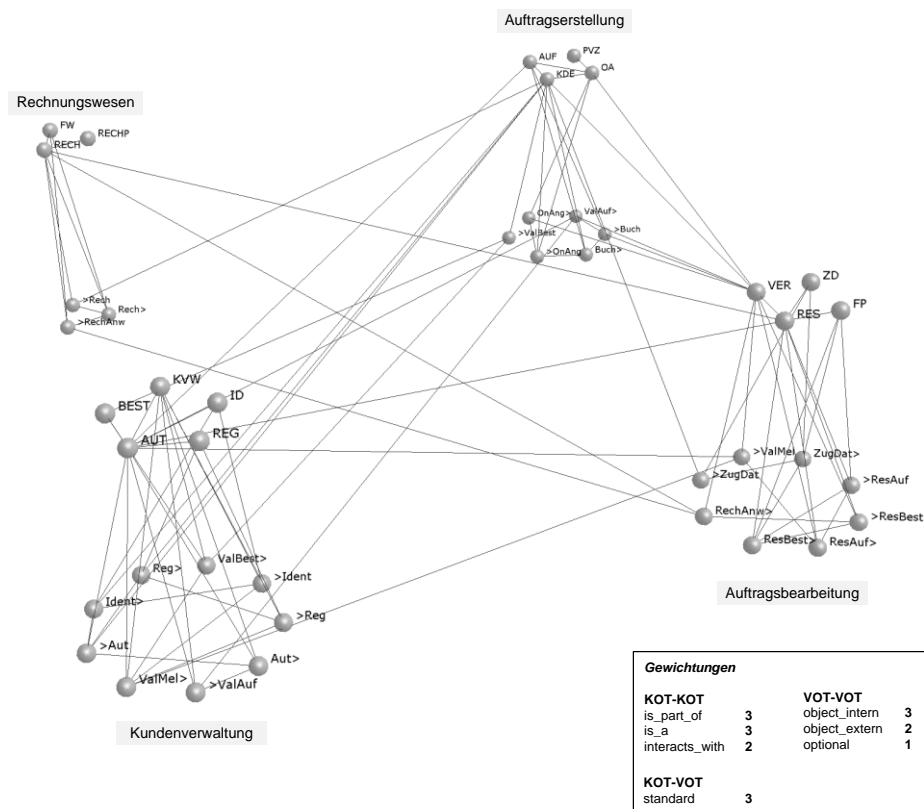 Auftragserstellung
PVZ
AUF
OA
KDE
Rechnungswesen
FW
RECHP
RECH
OnAng>
ValAuf>
>Buch
>ValBest
>OnAng
Buch>
>Rech
Rech>
>RechAnw
VER
ZD
FP
RES
KVW
ID
BEST
REG
AUT
>ValMel
ZugDat>
>ZugDat
>ResAuf
RechAnw>
>ResBest
ResBest>
ResAuf>
Auftragsbearbeitung
ValBest>
Reg>
>Ident
Ident>
>Reg
>Aut
Aut>
ValMel>
>ValAuf
Kundenverwaltung
Gewichtungen
KOT-KOT
is_part_of 3
is_a 3
interacts_with 2
VOT-VOT
object_intern 3
object_extern 2
optional 1
KOT-VOT
standard 3